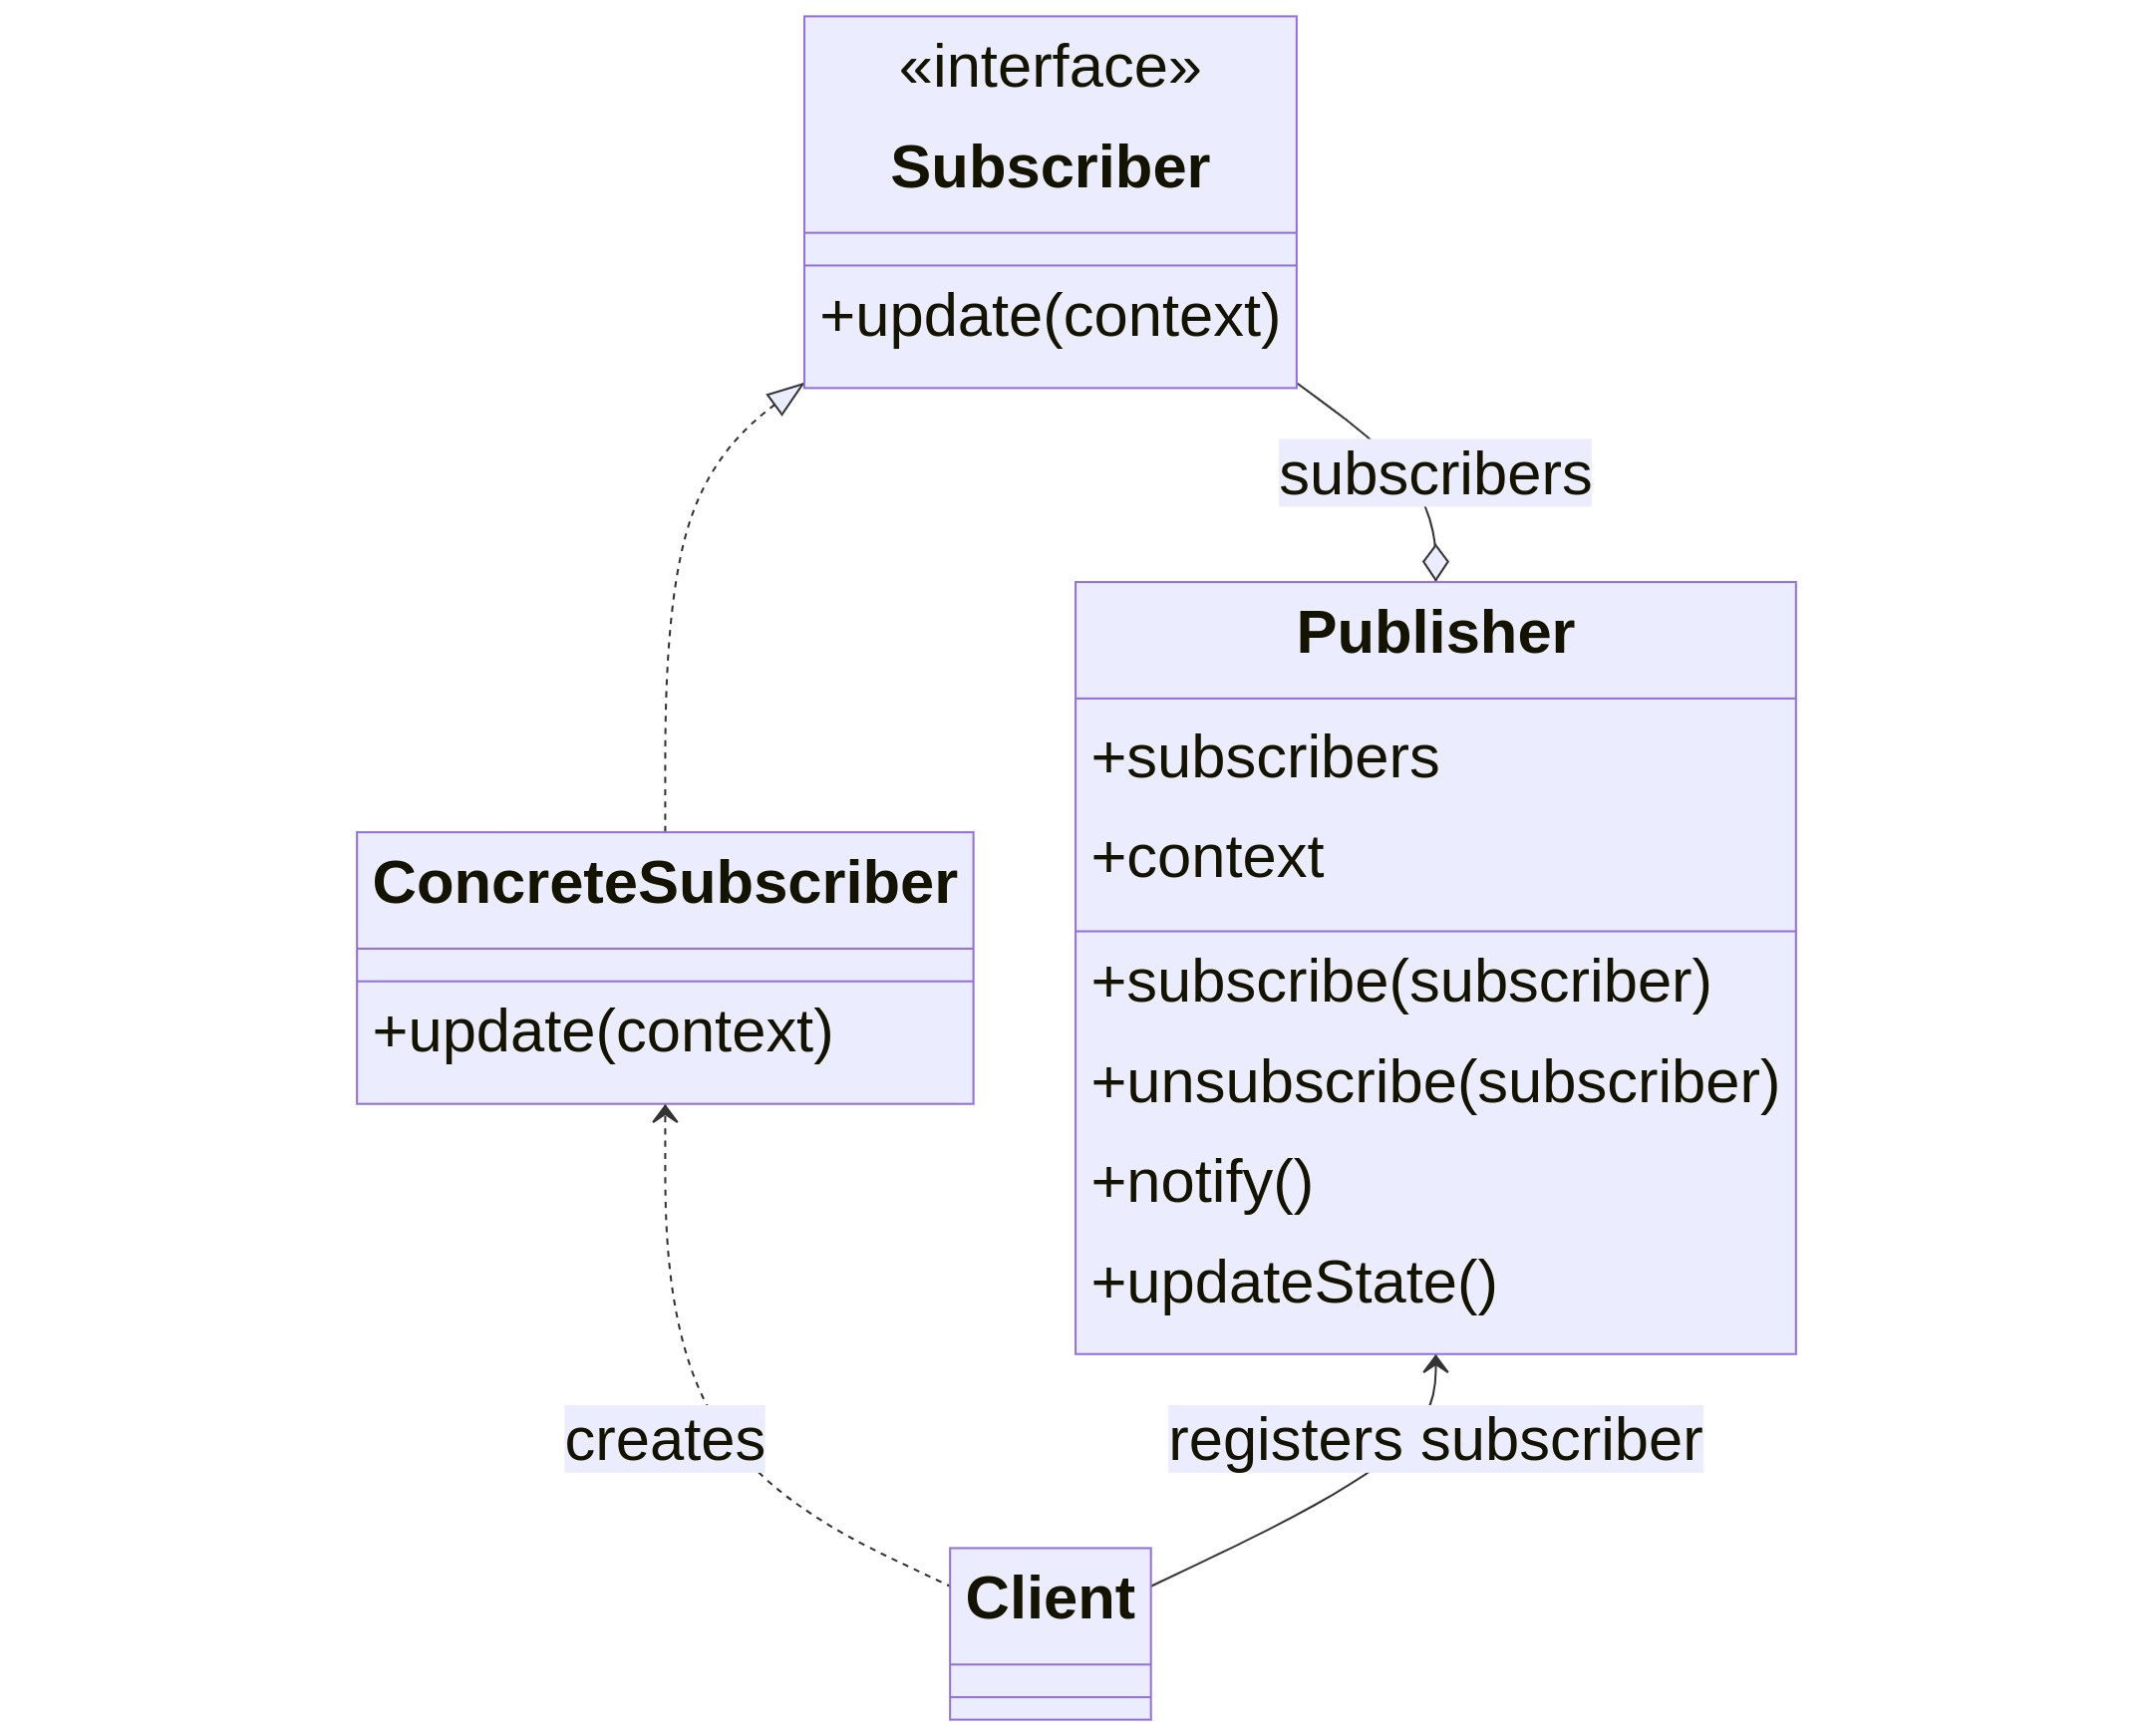 «interface»
Subscriber
+update(context)
subscribers
Publisher
+subscribers
+context
+subscribe(subscriber)
+unsubscribe(subscriber)
+notify()
+updateState()
ConcreteSubscriber
+update(context)
creates
registers subscriber
Client